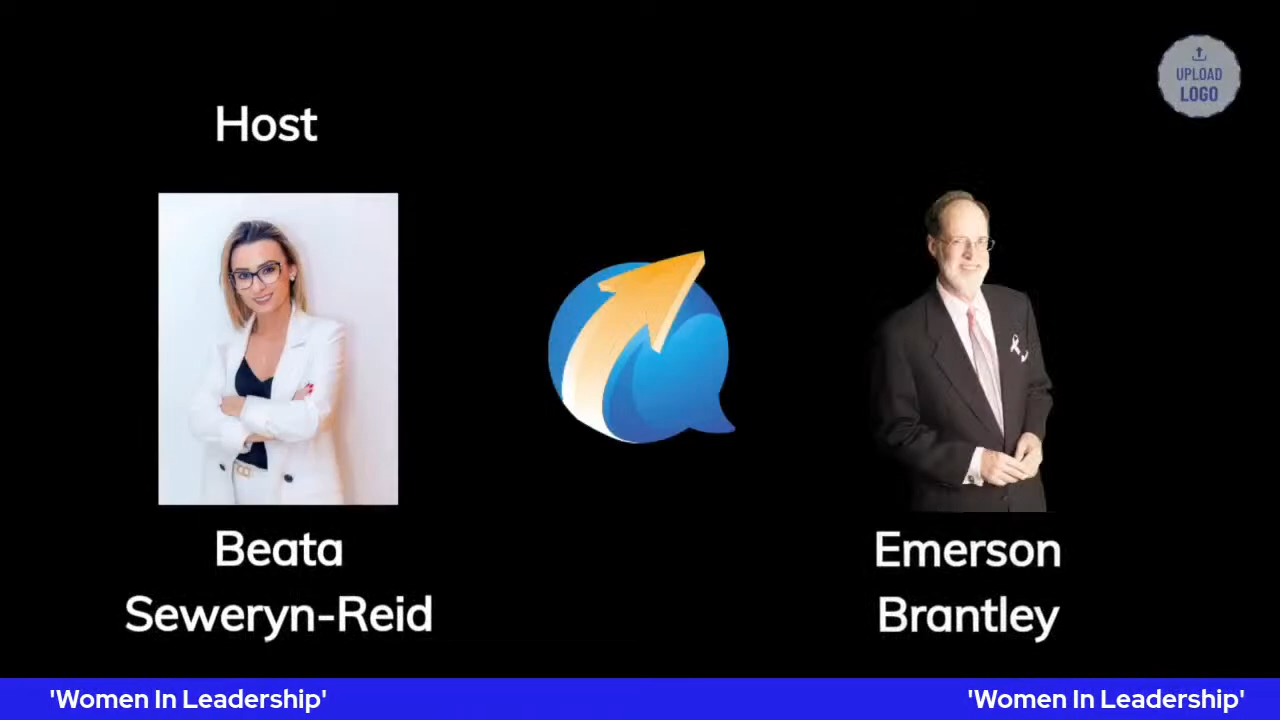 UPLOAD
LOGO
Host
Beata
Seweryn-Reid
Emerson
Brantley
'Women In Leadership'
'Women In Leadership'